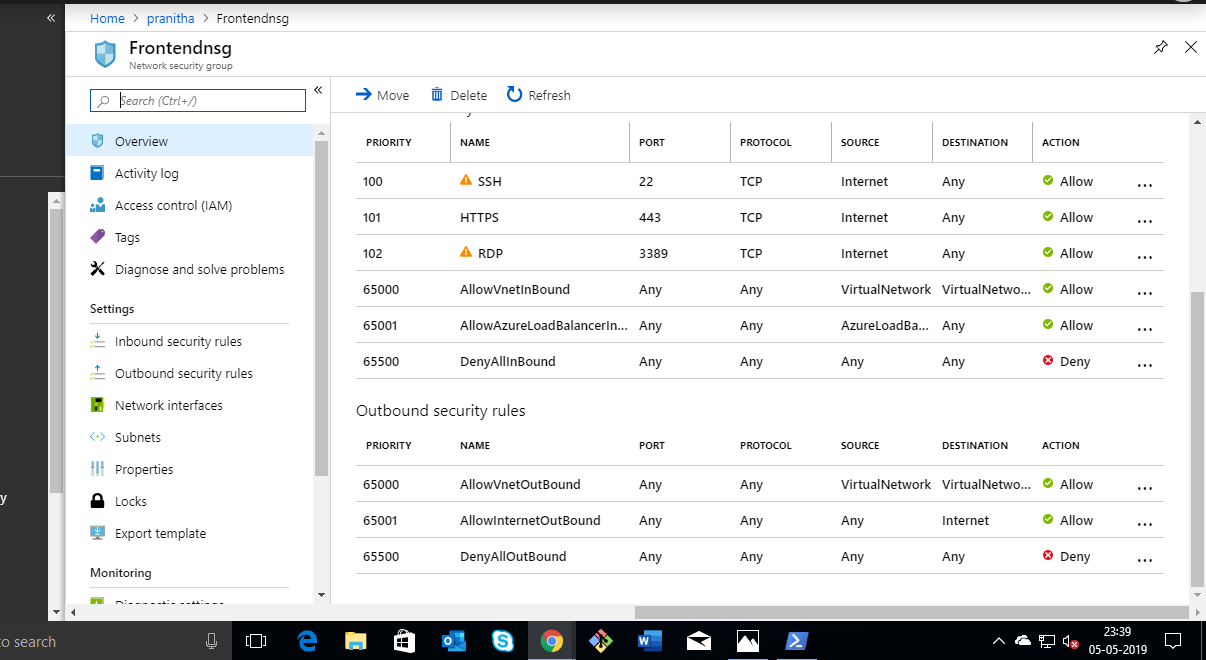 Home > pranitha > Frontendnsg
Frontendnsg
Network security group
Search (Ctrl+/)
Move Delete Refresh
Overview
Activity log
Access control (IAM)
Tags
Diagnose and solve problems
Settings
Inbound security rules
Outbound security rules
Network interfaces
Subnets
Properties
Locks
Export template
Monitoring
Diagnostic settings
PRIORITY NAME PORT PROTOCOL SOURCE DESTINATION ACTION
100 SSH 22 TCP Internet Any Allow ...
101 HTTPS 443 TCP Internet Any Allow ...
102 RDP 3389 TCP Internet Any Allow ...
65000 AllowVnetInBound Any Any VirtualNetwork VirtualNetwo... Allow ...
65001 AllowAzureLoadBalancerIn... Any Any AzureLoadBa... Any Allow ...
65500 DenyAllInBound Any Any Any Any Deny ...
Outbound security rules
PRIORITY NAME PORT PROTOCOL SOURCE DESTINATION ACTION
65000 AllowVnetOutBound Any Any VirtualNetwork VirtualNetwo... Allow ...
65001 AllowInternetOutBound Any Any Any Internet Allow ...
65500 DenyAllOutBound Any Any Any Any Deny ...
y
to search
23:39
05-05-2019